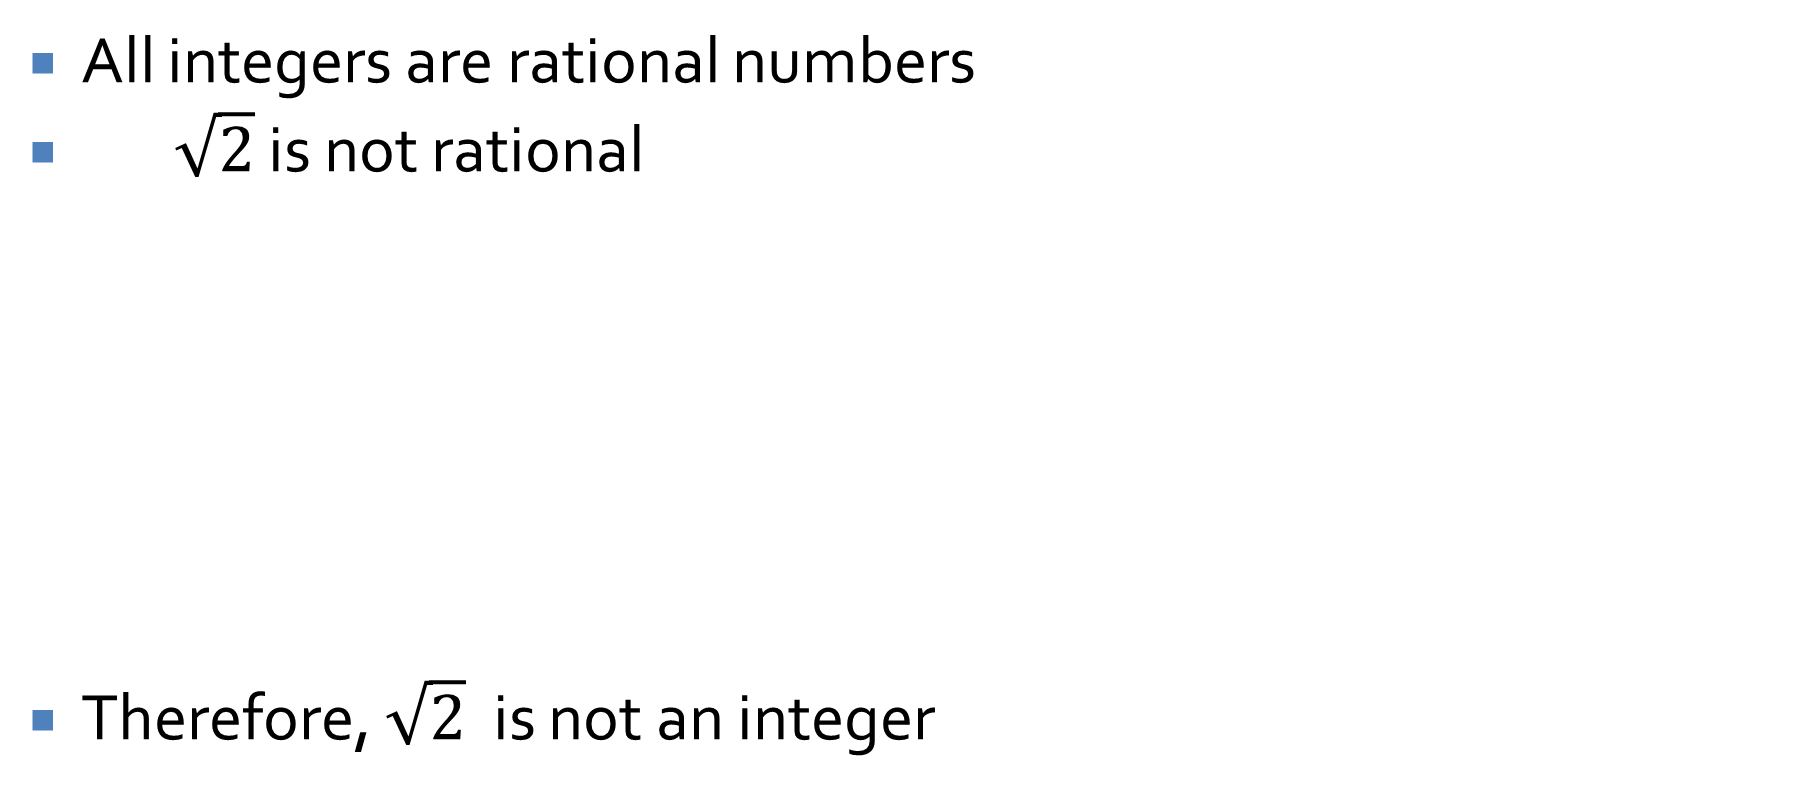 ▪ All integers are rational numbers
▪ √2 is not rational
▪ Therefore, √2 is not an integer